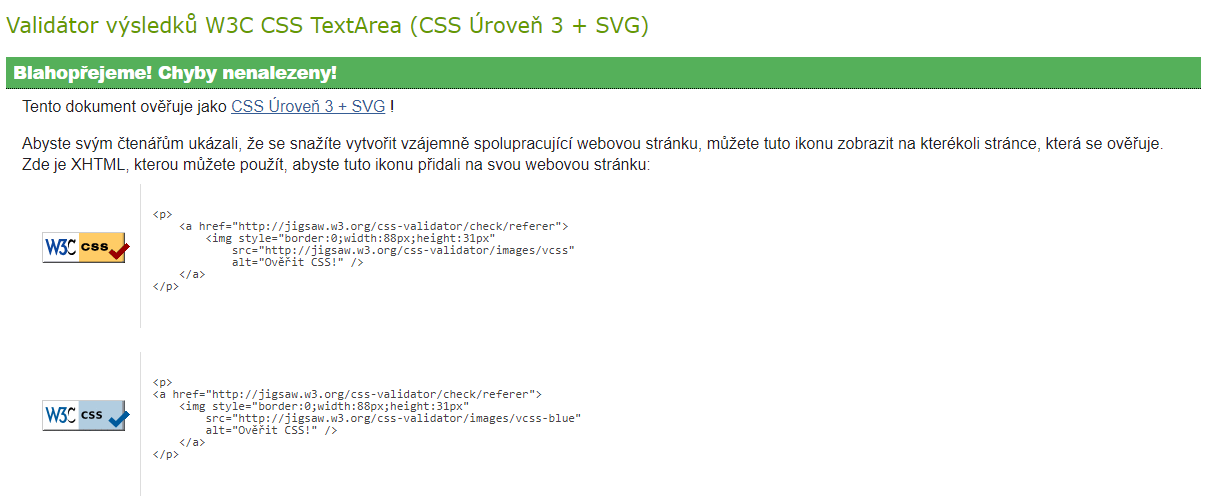 Validátor výsledků W3C CSS TextArea (CSS Úroveň 3 + SVG)
Blahopřejeme! Chyby nenalezeny!
Tento dokument ověřuje jako CSS Úroveň 3 + SVG !
Abyste svým čtenářům ukázali, že se snažíte vytvořit vzájemně spolupracující webovou stránku, můžete tuto ikonu zobrazit na kterékoli stránce, která se ověřuje.
Zde je XHTML, kterou můžete použít, abyste tuto ikonu přidali na svou webovou stránku:
W3C css
<p>
<a href="http://jigsaw.w3.org/css-validator/check/referer">
<img style="border:0;width:88px;height:31px"
src="http://jigsaw.w3.org/css-validator/images/vcss"
alt="Ověřit CSS!" />
</a>
</p>
W3C css
<p>
<a href="http://jigsaw.w3.org/css-validator/check/referer">
<img style="border:0;width:88px;height:31px"
src="http://jigsaw.w3.org/css-validator/images/vcss-blue"
alt="Ověřit CSS!" />
</a>
</p>